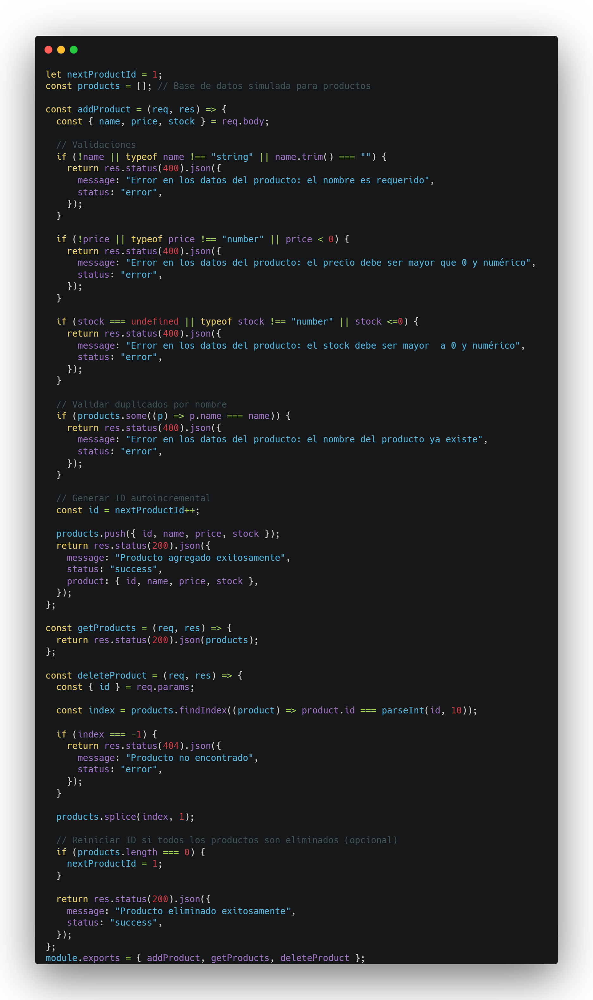 let nextProductId = 1;
const products = []; // Base de datos simulada para productos

const addProduct = (req, res) => {
  const { name, price, stock } = req.body;

  // Validaciones
  if (!name || typeof name !== "string" || name.trim() === "") {
    return res.status(400).json({
      message: "Error en los datos del producto: el nombre es requerido",
      status: "error",
    });
  }

  if (!price || typeof price !== "number" || price < 0) {
    return res.status(400).json({
      message: "Error en los datos del producto: el precio debe ser mayor que 0 y numérico",
      status: "error",
    });
  }

  if (stock === undefined || typeof stock !== "number" || stock <=0) {
    return res.status(400).json({
      message: "Error en los datos del producto: el stock debe ser mayor  a 0 y numérico",
      status: "error",
    });
  }

  // Validar duplicados por nombre
  if (products.some((p) => p.name === name)) {
    return res.status(400).json({
      message: "Error en los datos del producto: el nombre del producto ya existe",
      status: "error",
    });
  }

  // Generar ID autoincremental
  const id = nextProductId++;

  products.push({ id, name, price, stock });
  return res.status(200).json({
    message: "Producto agregado exitosamente",
    status: "success",
    product: { id, name, price, stock },
  });
};

const getProducts = (req, res) => {
  return res.status(200).json(products);
};

const deleteProduct = (req, res) => {
  const { id } = req.params;

  const index = products.findIndex((product) => product.id === parseInt(id, 10));

  if (index === -1) {
    return res.status(404).json({
      message: "Producto no encontrado",
      status: "error",
    });
  }

  products.splice(index, 1);

  // Reiniciar ID si todos los productos son eliminados (opcional)
  if (products.length === 0) {
    nextProductId = 1;
  }

  return res.status(200).json({
    message: "Producto eliminado exitosamente",
    status: "success",
  });
};
module.exports = { addProduct, getProducts, deleteProduct };